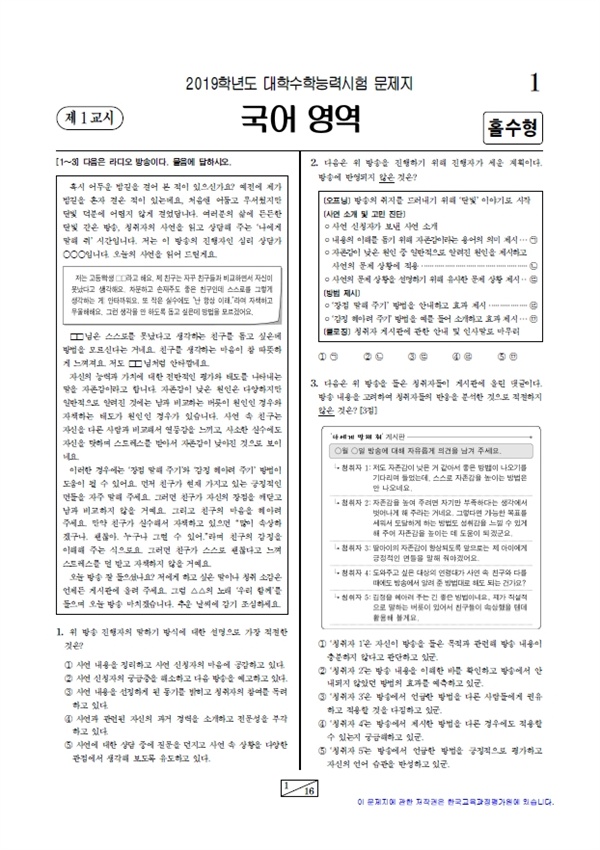 2019학년도 대학수학능력시험 문제지
1
제 1 교시
국어 영역
홀수형
[1~3] 다음은 라디오 방송이다. 물음에 답하시오.
혹시 어두운 밤길을 걸어 본 적이 있으신가요? 예전에 제가
밤길을 혼자 걸은 적이 있는데요, 처음엔 어둡고 무서웠지만
달빛 덕분에 어렵지 않게 걸었답니다. 여러분의 삶에 든든한
달빛 같은 방송, 청취자의 사연을 읽고 상담해 주는 ‘나에게
말해 줘’ 시간입니다. 저는 이 방송의 진행자인 심리 상담가
○○○입니다. 오늘의 사연을 읽어 드릴게요.
저는 고등학생 □□라고 해요. 제 친구는 자꾸 친구들과 비교하면서 자신이
못났다고 생각해요. 차분하고 손재주도 좋은 친구인데 스스로를 그렇게
생각하는 게 안타까워요. 또 작은 실수에도 “난 항상 이래.”라며 자책하고
우울해해요. 그런 생각을 안 하도록 돕고 싶은데 방법을 모르겠어요.
□□님은 스스로를 못났다고 생각하는 친구를 돕고 싶은데
방법을 모르신다는 거네요. 친구를 생각하는 마음이 참 따뜻하
게 느껴져요. 저도 □□님처럼 안타깝네요.
자신의 능력과 가치에 대한 전반적인 평가와 태도를 나타내는
말을 자존감이라고 합니다. 자존감이 낮은 원인은 다양하지만
일반적으로 알려진 것에는 남과 비교하는 버릇이 원인인 경우와
자책하는 태도가 원인인 경우가 있습니다. 사연 속 친구는
자신을 다른 사람과 비교해서 열등감을 느끼고, 사소한 실수에도
자신을 탓하며 스트레스를 받아서 자존감이 낮아진 것으로 보이
네요.
이러한 경우에는 ‘강점 말해 주기’와 ‘감정 헤아려 주기’ 방법이
도움이 될 수 있어요. 먼저 친구가 현재 가지고 있는 긍정적인
면들을 자주 말해 주세요. 그러면 친구가 자신의 강점을 깨닫고
남과 비교하지 않을 거예요. 그리고 친구의 마음을 헤아려
주세요. 만약 친구가 실수해서 자책하고 있으면 “많이 속상하
겠구나. 괜찮아. 누구나 그럴 수 있어.”라며 친구의 감정을
이해해 주는 식으로요. 그러면 친구가 스스로 괜찮다고 느껴
스트레스를 덜 받고 자책하지 않을 거예요.
오늘 방송 잘 들으셨나요? 저에게 하고 싶은 말이나 청취 소감은
언제든 게시판에 올려 주세요. 그럼 △△의 노래 ‘우리 함께’를
들으며 오늘 방송 마치겠습니다. 추운 날씨에 감기 조심하세요.
1. 위 방송 진행자의 말하기 방식에 대한 설명으로 가장 적절한
것은?
① 사연 내용을 정리하고 사연 신청자의 마음에 공감하고 있다.
② 사연 신청자의 궁금증을 해소하고 다음 방송을 예고하고 있다.
③ 사연 내용을 선정하게 된 동기를 밝히고 청취자의 참여를 독려
하고 있다.
④ 사연과 관련된 자신의 과거 경력을 소개하고 전문성을 부각
하고 있다.
⑤ 사연에 대한 상담 중에 질문을 던지고 사연 속 상황을 다양한
관점에서 생각해 보도록 유도하고 있다.
2. 다음은 위 방송을 진행하기 위해 진행자가 세운 계획이다.
방송에 반영되지 않은 것은?
[오프닝] 방송의 취지를 드러내기 위해 ‘달빛’ 이야기로 시작
[사연 소개 및 고민 진단]
○ 사연 신청자가 보낸 사연 소개
○ 내용의 이해를 돕기 위해 자존감이라는 용어의 의미 제시 … ㉠
○ 자존감이 낮은 원인 중 일반적으로 알려진 원인을 제시하고
사연의 문제 상황에 적용 ………… ㉡
○ 사연의 문제 상황을 설명하기 위해 유사한 문제 상황 제시 … ㉢
[방법 제시]
○ ‘강점 말해 주기’ 방법을 안내하고 효과 제시 ………… ㉣
○ ‘감정 헤아려 주기’ 방법을 예를 들어 소개하고 효과 제시 … ㉤
[클로징] 청취자 게시판에 관한 안내 및 인사말로 마무리
① ㉠ ② ㉡ ③ ㉢ ④ ㉣ ⑤ ㉤
3. 다음은 위 방송을 들은 청취자들이 게시판에 올린 댓글이다.
방송 내용을 고려하여 청취자들의 반응을 분석한 것으로 적절하지
않은 것은? [3점]
‘나에게 말해 줘’ 게시판
○월 ○일 방송에 대해 자유롭게 의견을 남겨 주세요.
청취자 1: 저도 자존감이 낮은 거 같아서 좋은 방법이 나오기를
기다리며 들었는데, 스스로 자존감을 높이는 방법은
안 나오네요.
청취자 2: 자존감을 높여 주려면 자기만 부족하다는 생각에서
벗어나게 해 주라는 거네요. 그렇다면 가능한 목표를
세워서 도달하게 하는 방법도 성취감을 느낄 수 있게
해 주어 자존감을 높이는 데 도움이 되겠군요.
청취자 3: 딸아이의 자존감이 향상되도록 앞으로는 제 아이에게
긍정적인 면들을 말해 줘야겠어요.
청취자 4: 도와주고 싶은 대상의 연령대가 사연 속 친구와 다를
때에도 방송에서 알려 준 방법대로 해도 되는 건가요?
청취자 5: 감정을 헤아려 주는 건 좋은 방법이네요. 제가 직설적
으로 말하는 버릇이 있어서 친구들이 속상했을 텐데
활용해 볼게요.
① ‘청취자 1’은 자신이 방송을 들은 목적과 관련해 방송 내용이
충분하지 않다고 판단하고 있군.
② ‘청취자 2’는 방송 내용을 이해한 바를 확인하고 방송에서 안
내되지 않았던 방법의 효과를 예측하고 있군.
③ ‘청취자 3’은 방송에서 언급한 방법을 다른 사람들에게 권유
하고 적용할 것을 다짐하고 있군.
④ ‘청취자 4’는 방송에서 제시한 방법을 다른 경우에도 적용할
수 있는지 궁금해하고 있군.
⑤ ‘청취자 5’는 방송에서 언급한 방법을 긍정적으로 평가하고
자신의 언어 습관을 반성하고 있군.
1
16
이 문제지에 관한 저작권은 한국교육과정평가원에 있습니다.